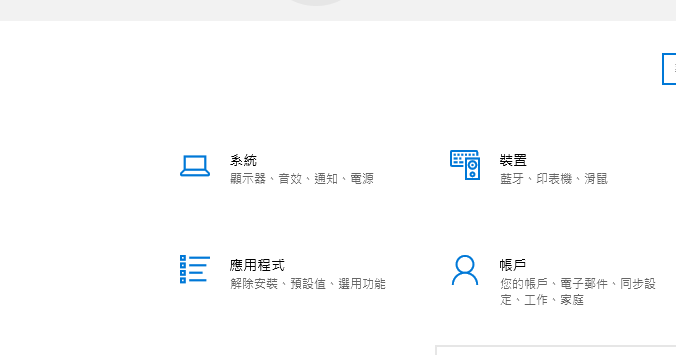 系統
顯示器、音效、通知、電源
裝置
藍牙、印表機、滑鼠
應用程式
解除安裝、預設值、選用功能
帳戶
您的帳戶、電子郵件、同步設
定、工作、家庭